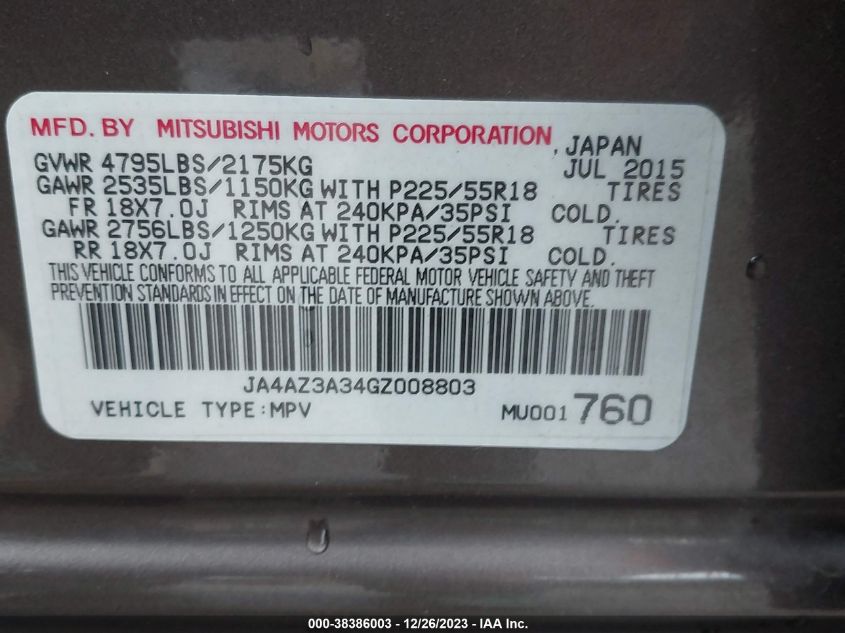 MFD. BY MITSUBISHI MOTORS CORPORATION, JAPAN
GVWR 4795LBS/2175KG JUL 2015
GAWR 2535LBS/1150KG WITH P225/55R18 TIRES
FR 18X7.0J RIMS AT 240KPA/35PSI COLD.
GAWR 2756LBS/1250KG WITH P225/55R18 TIRES
RR 18X7.0J RIMS AT 240KPA/35PSI COLD.
THIS VEHICLE CONFORMS TO ALL APPLICABLE FEDERAL MOTOR VEHICLE SAFETY AND THEFT
PREVENTION STANDARDS IN EFFECT ON THE DATE OF MANUFACTURE SHOWN ABOVE.
JA4AZ3A34GZ008803
VEHICLE TYPE:MPV MU001760
000-38386003 - 12/26/2023 - IAA Inc.